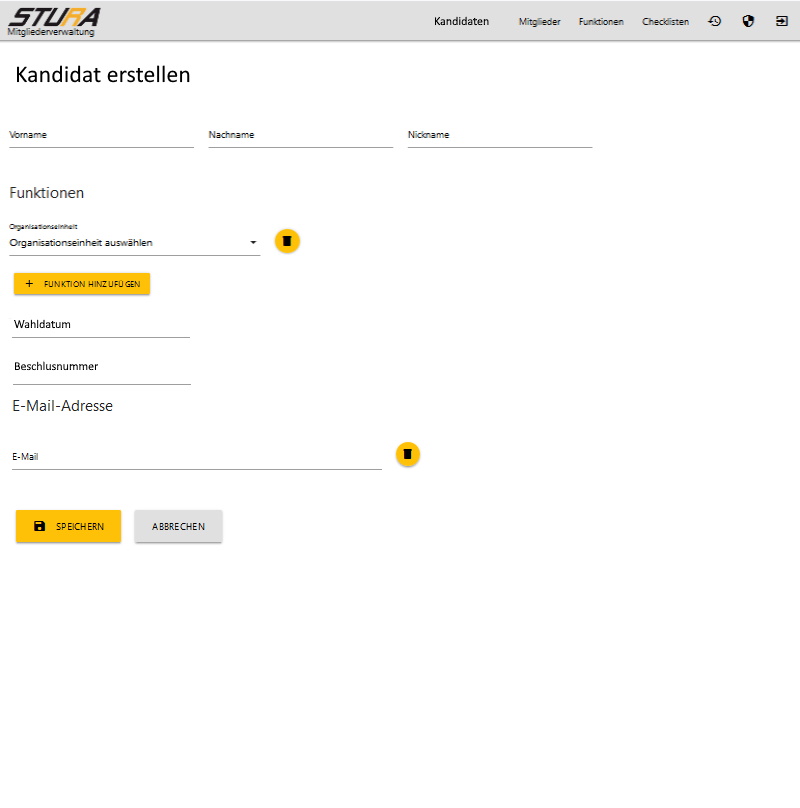 STURA
Mitgliederverwaltung
Kandidaten Mitglieder Funktionen Checklisten
Kandidat erstellen
Vorname Nachname Nickname
Funktionen
Organisationseinheit
Organisationseinheit auswählen
+ FUNKTION HINZUFÜGEN
Wahldatum
Beschlusnummer
E-Mail-Adresse
E-Mail
SPEICHERN ABBRECHEN